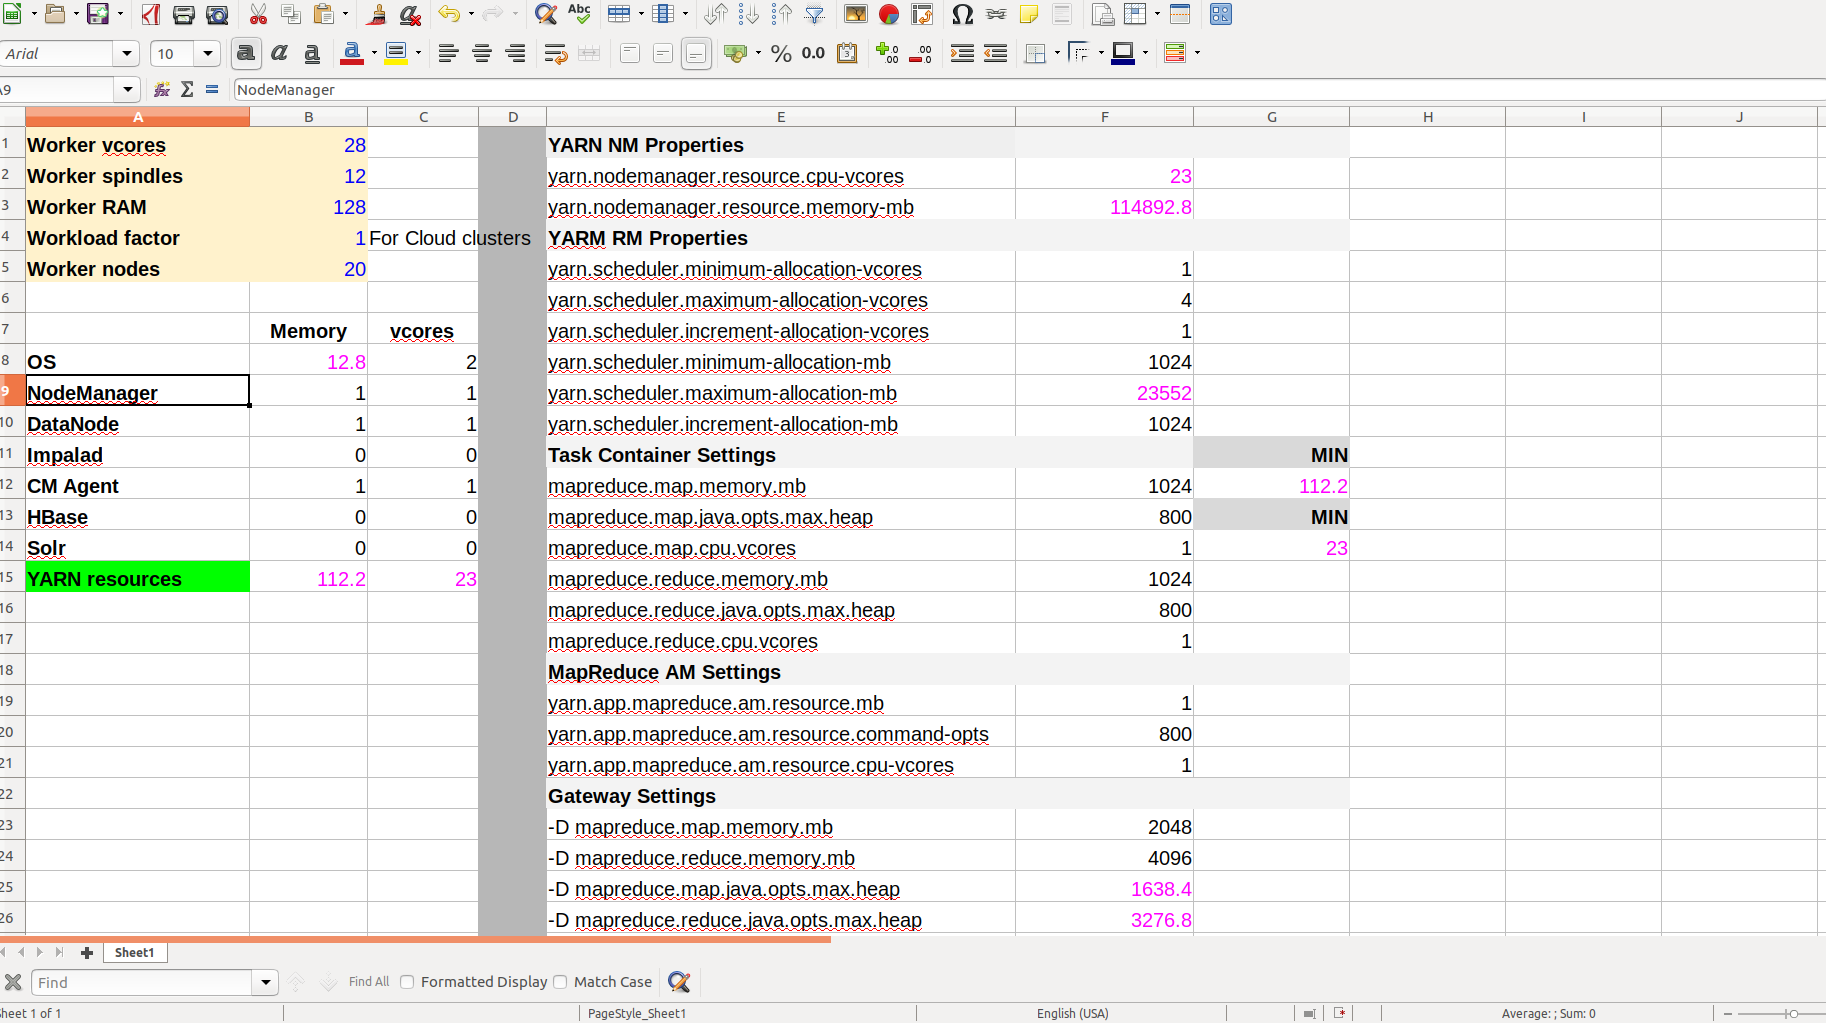 Abc
Arial
10
a a a a
% 0.0
A9
NodeManager
A B C D E F G H I J
1 Worker vcores 28 YARN NM Properties
2 Worker spindles 12 yarn.nodemanager.resource.cpu-vcores 23
3 Worker RAM 128 yarn.nodemanager.resource.memory-mb 114892.8
4 Workload factor 1 For Cloud clusters YARM RM Properties
5 Worker nodes 20 yarn.scheduler.minimum-allocation-vcores 1
6 yarn.scheduler.maximum-allocation-vcores 4
7 Memory vcores yarn.scheduler.increment-allocation-vcores 1
8 OS 12.8 2 yarn.scheduler.minimum-allocation-mb 1024
9 NodeManager 1 1 yarn.scheduler.maximum-allocation-mb 23552
10 DataNode 1 1 yarn.scheduler.increment-allocation-mb 1024
11 Impalad 0 0 Task Container Settings MIN
12 CM Agent 1 1 mapreduce.map.memory.mb 1024 112.2
13 HBase 0 0 mapreduce.map.java.opts.max.heap 800 MIN
14 Solr 0 0 mapreduce.map.cpu.vcores 1 23
15 YARN resources 112.2 23 mapreduce.reduce.memory.mb 1024
16 mapreduce.reduce.java.opts.max.heap 800
17 mapreduce.reduce.cpu.vcores 1
18 MapReduce AM Settings
19 yarn.app.mapreduce.am.resource.mb 1
20 yarn.app.mapreduce.am.resource.command-opts 800
21 yarn.app.mapreduce.am.resource.cpu-vcores 1
22 Gateway Settings
23 -D mapreduce.map.memory.mb 2048
24 -D mapreduce.reduce.memory.mb 4096
25 -D mapreduce.map.java.opts.max.heap 1638.4
26 -D mapreduce.reduce.java.opts.max.heap 3276.8
Sheet1
Find Find All Formatted Display Match Case
heet 1 of 1 PageStyle_Sheet1 English (USA) Average: ; Sum: 0